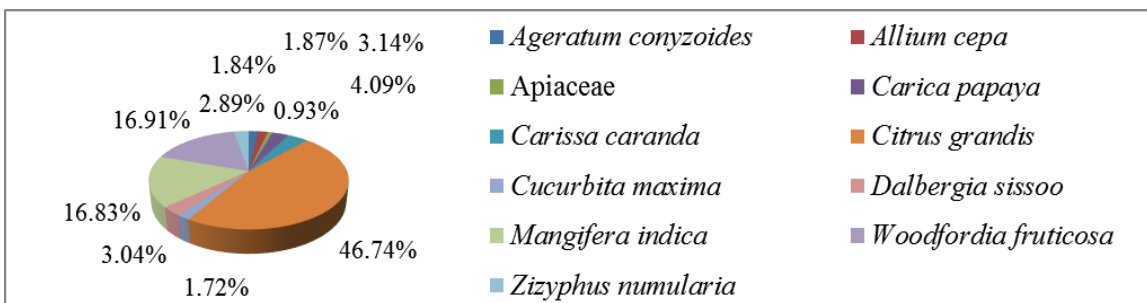 1.87% 3.14%
1.84% 4.09%
2.89% 0.93%
16.91%
16.83%
3.04% 46.74%
1.72%
Ageratum conyzoides Allium cepa
Apiaceae Carica papaya
Carissa caranda Citrus grandis
Cucurbita maxima Dalbergia sissoo
Mangifera indica Woodfordia fruticosa
Zizyphus numularia